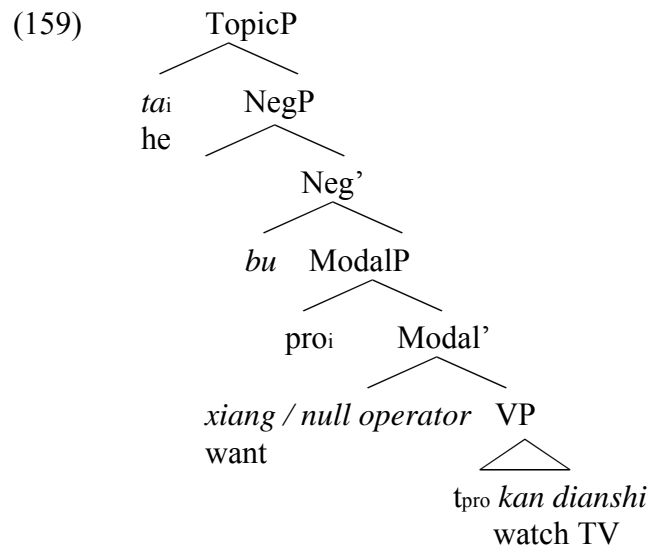 (159) TopicP
tai NegP
he
Neg’
bu ModalP
proi Modal’
xiang / null operator VP
want
tpro kan dianshi
watch TV